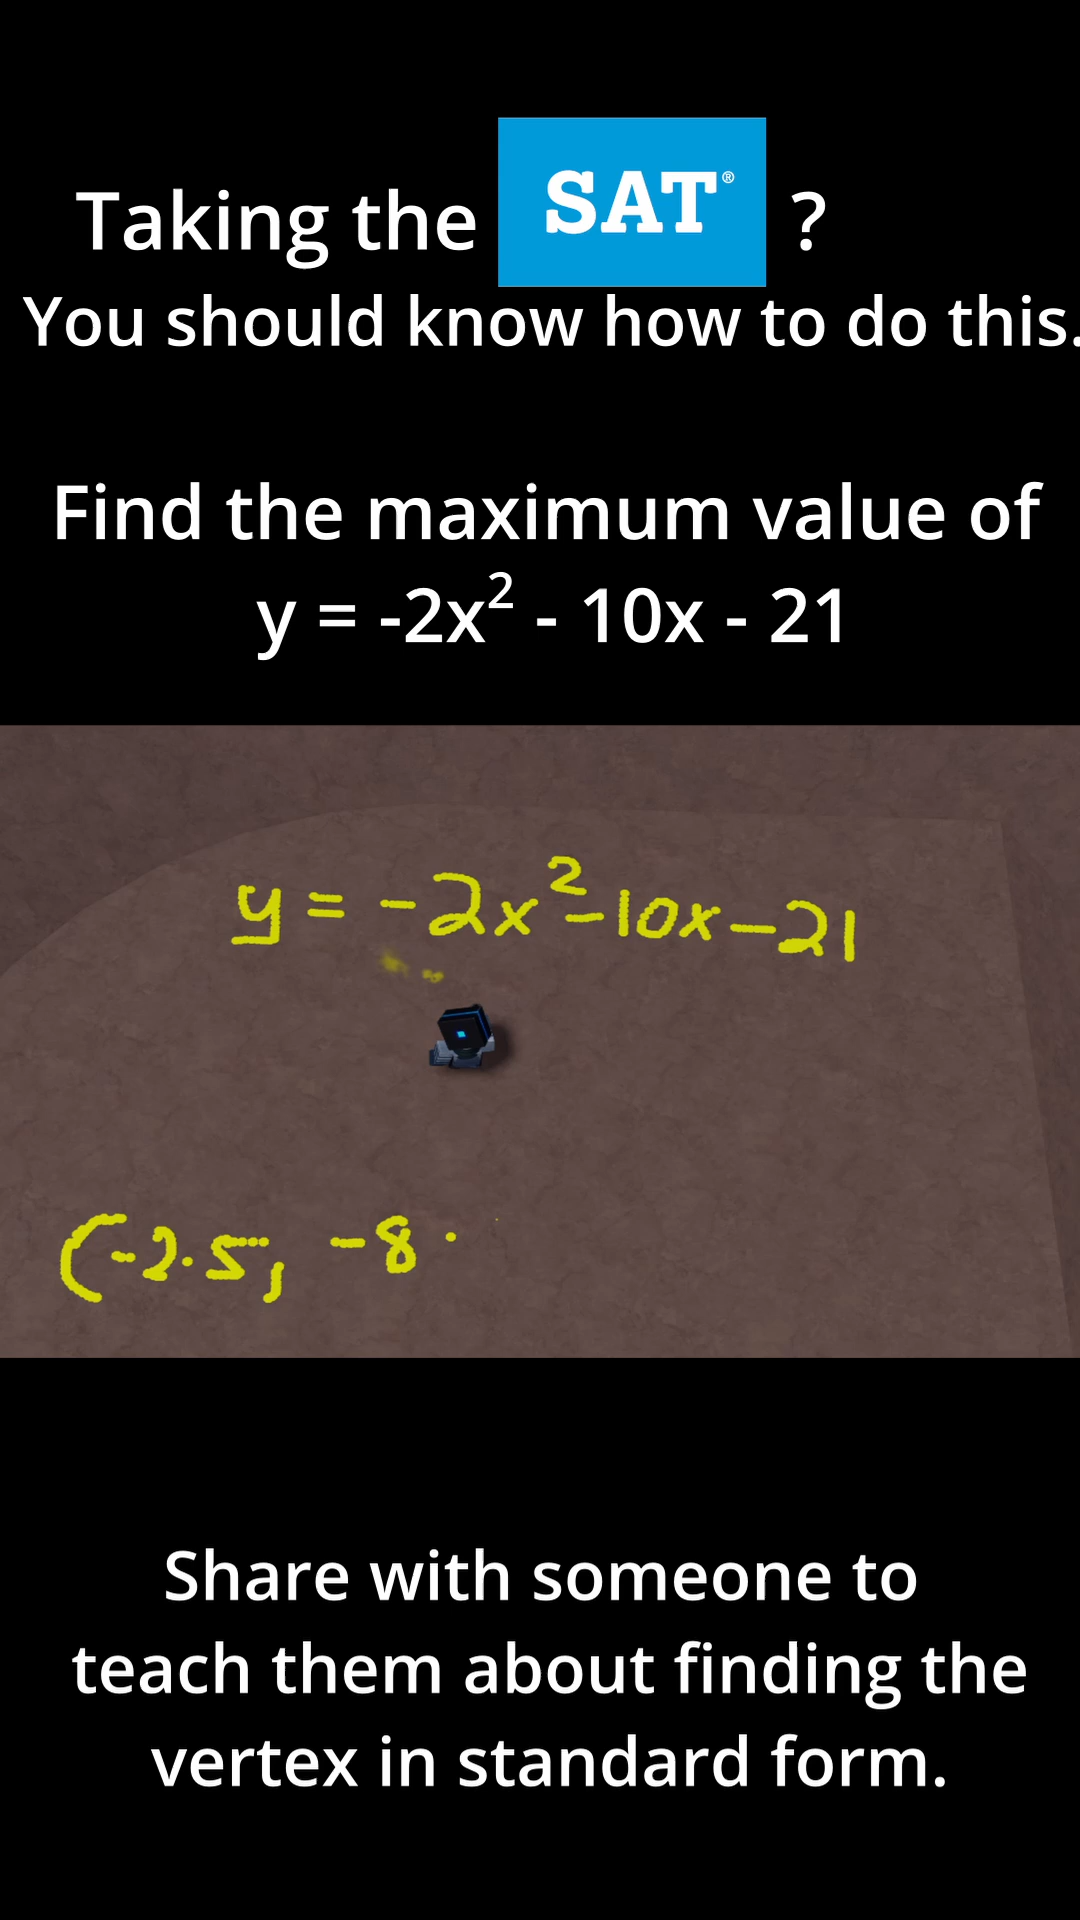 Taking the SAT® ?
You should know how to do this.
Find the maximum value of
y = -2x² - 10x - 21
y = -2x²-10x-21
(-2.5, -8.
Share with someone to
teach them about finding the
vertex in standard form.